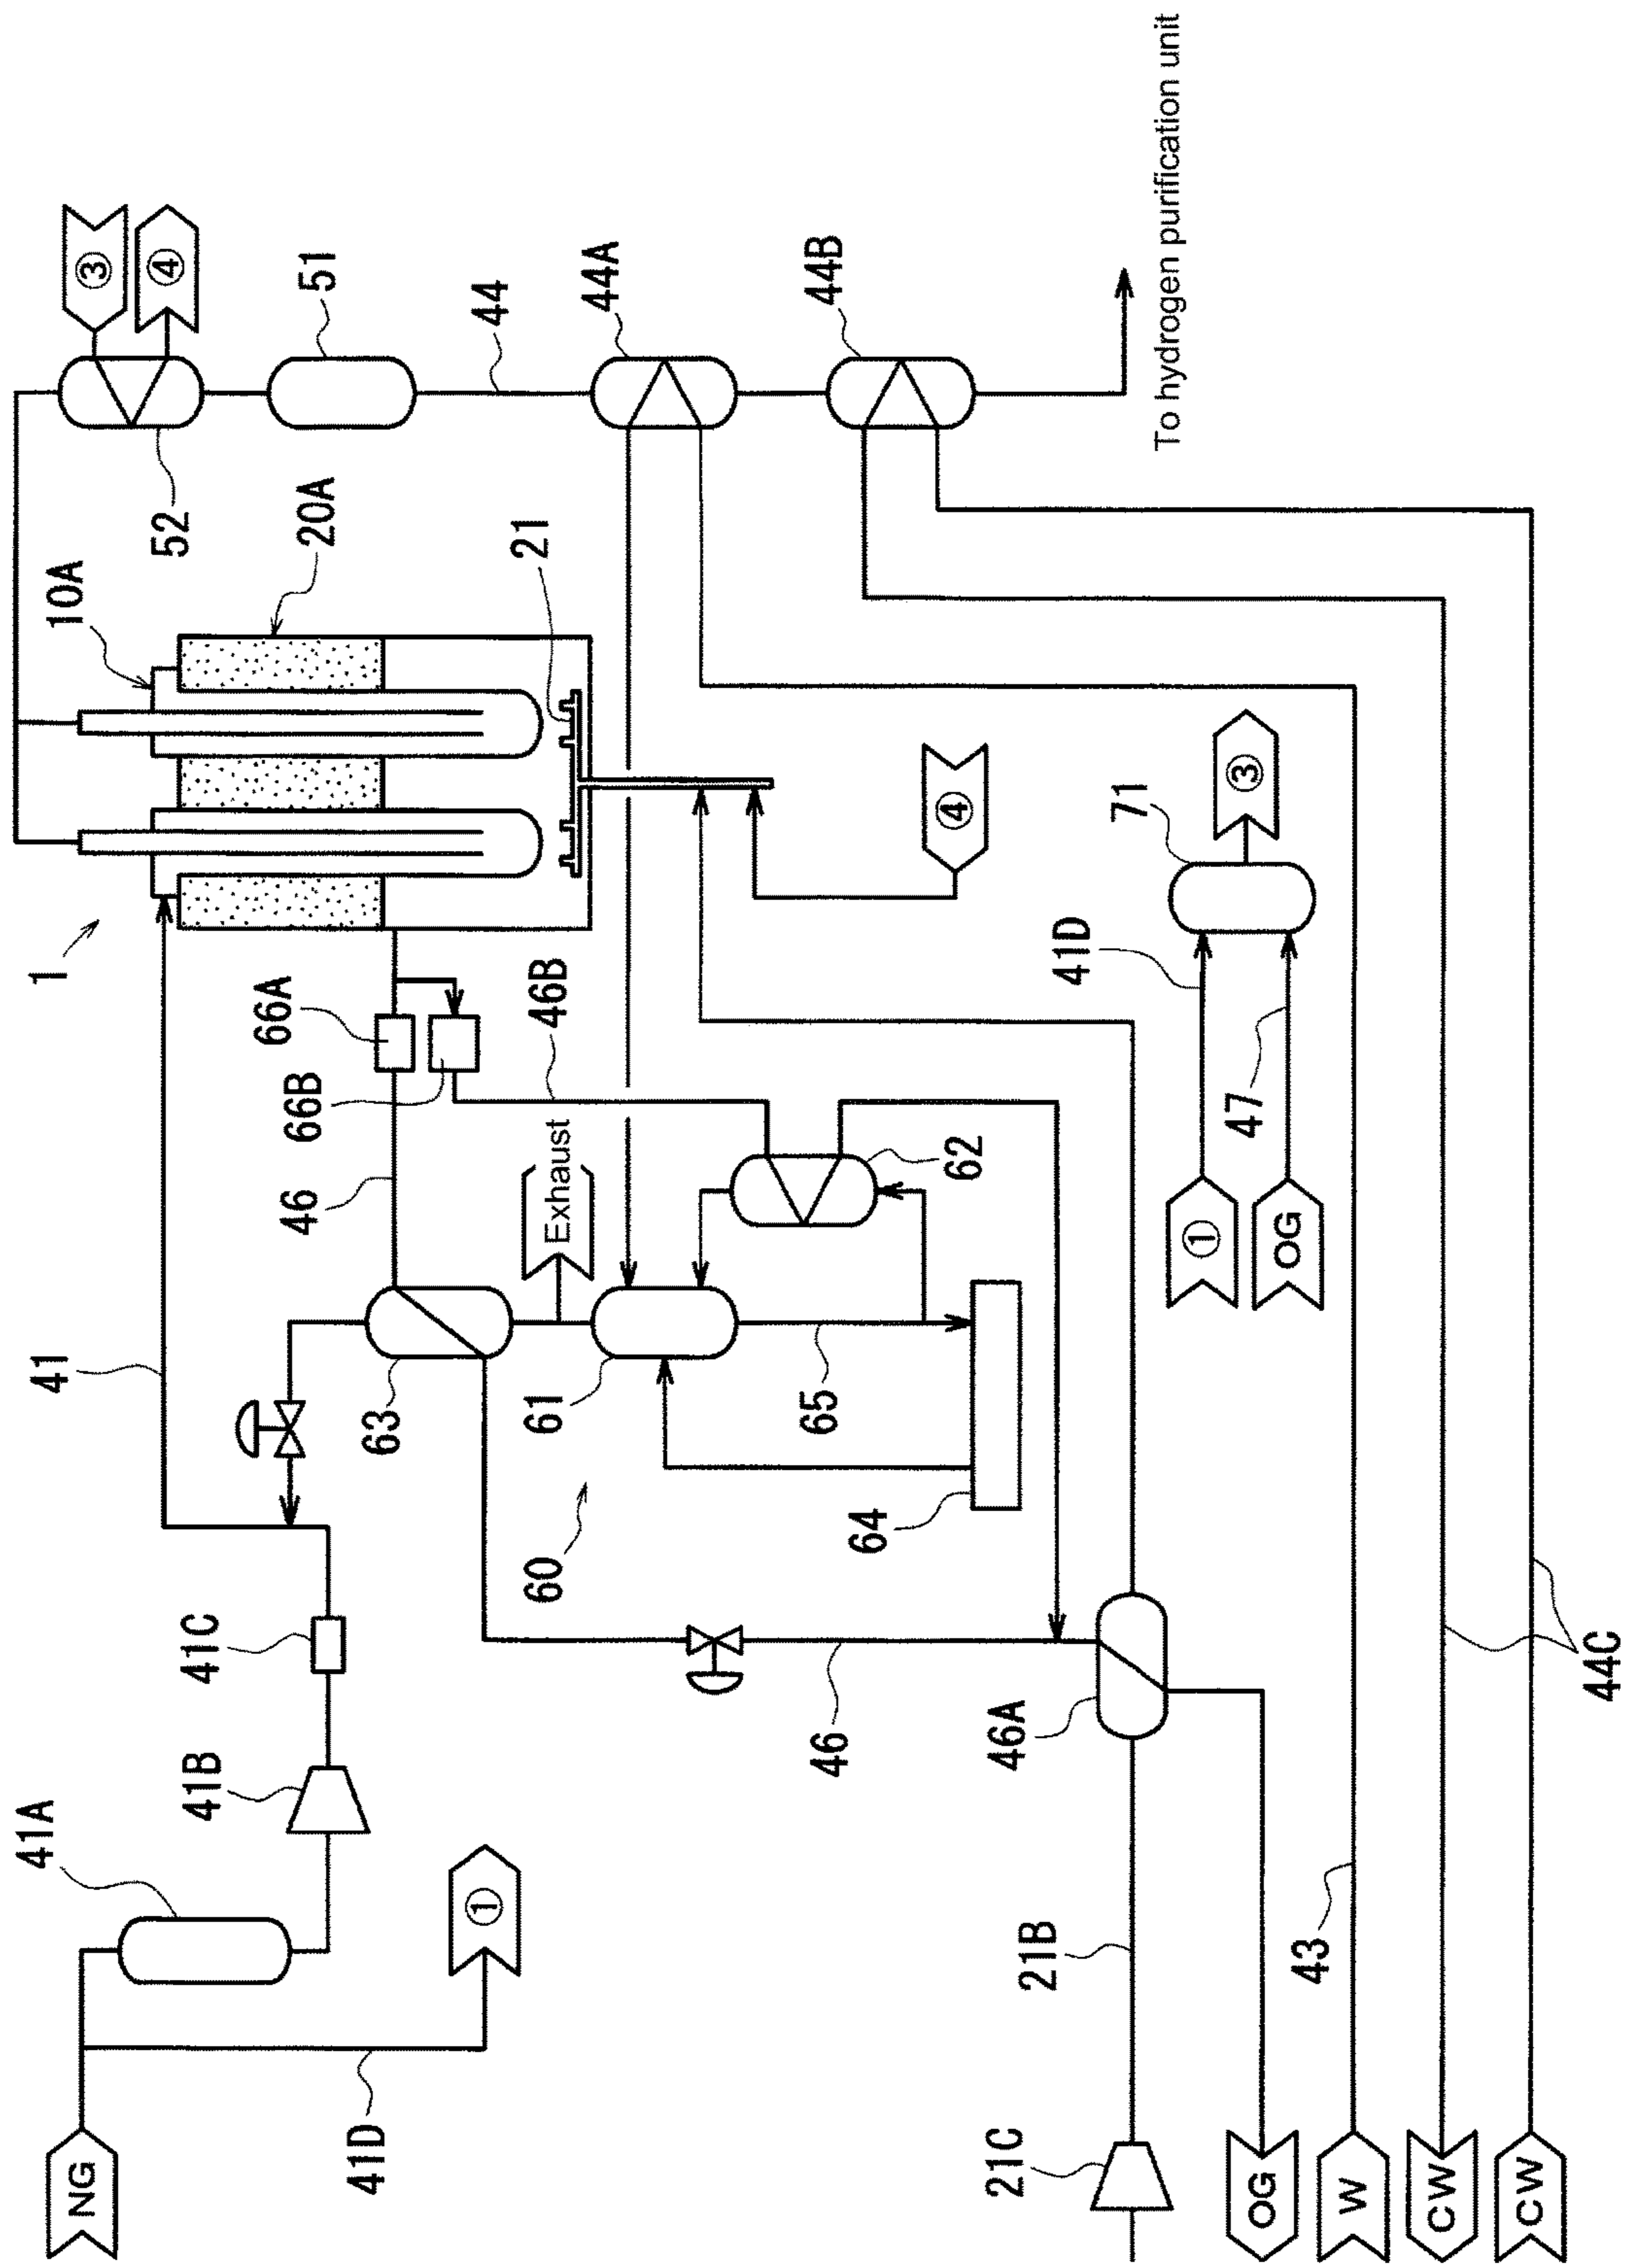 1
10A
20A
52
③
④
51
44
44A
44B
To hydrogen purification unit
21
41
66A
66B
46
46B
Exhaust
④
71
③
41D
47
①
OG
62
63
61
65
60
64
41A
41B
41C
46
46A
NG
41D
①
21B
21C
43
44C
OG
W
CW
CW